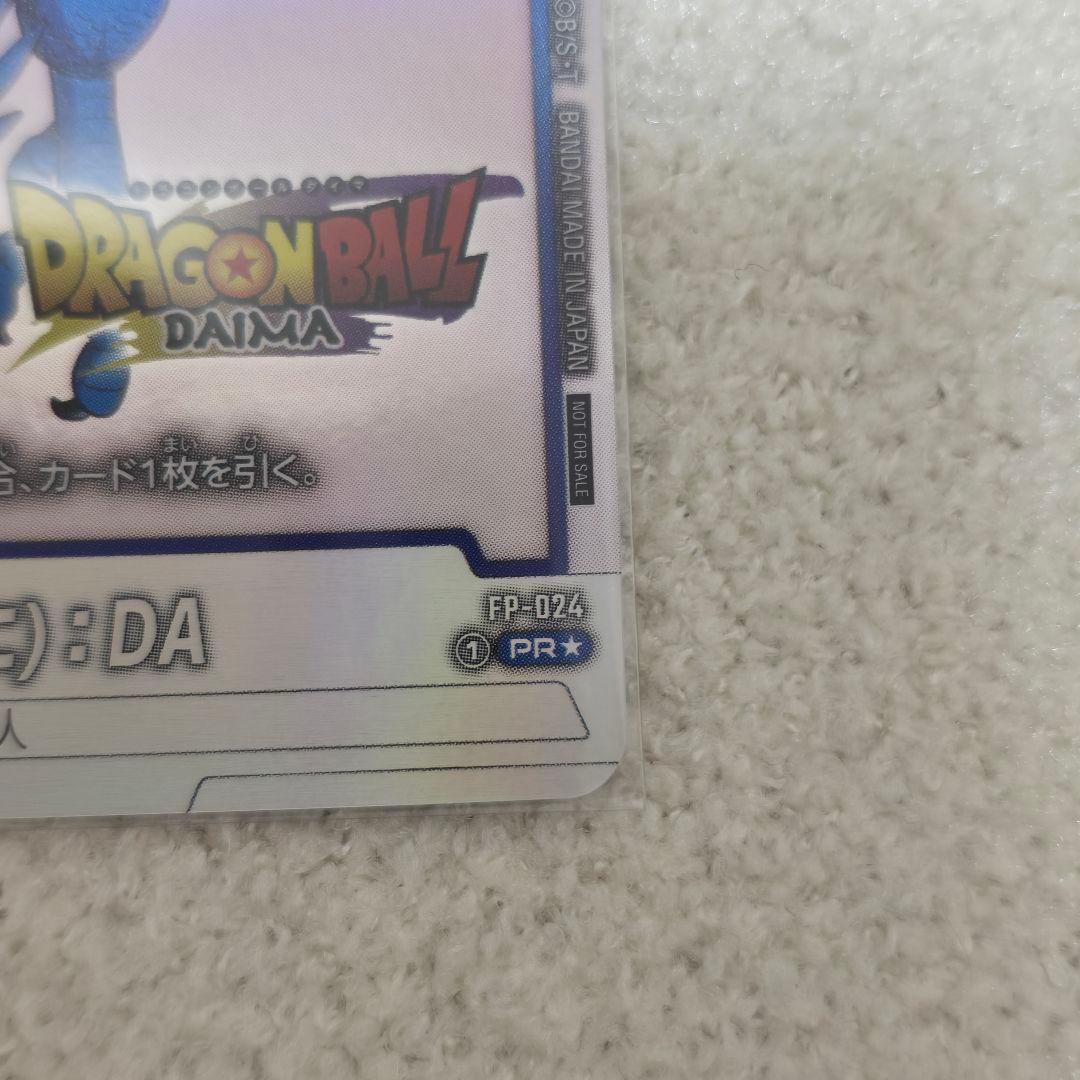 ©B/S・T BANDAI MADE IN JAPAN
ドラゴンボール ダイマ
DRAGON BALL
DAIMA
NOT FOR SALE
まい ひ
合、カード1枚を引く。
FP-024
):DA
① PR★
人